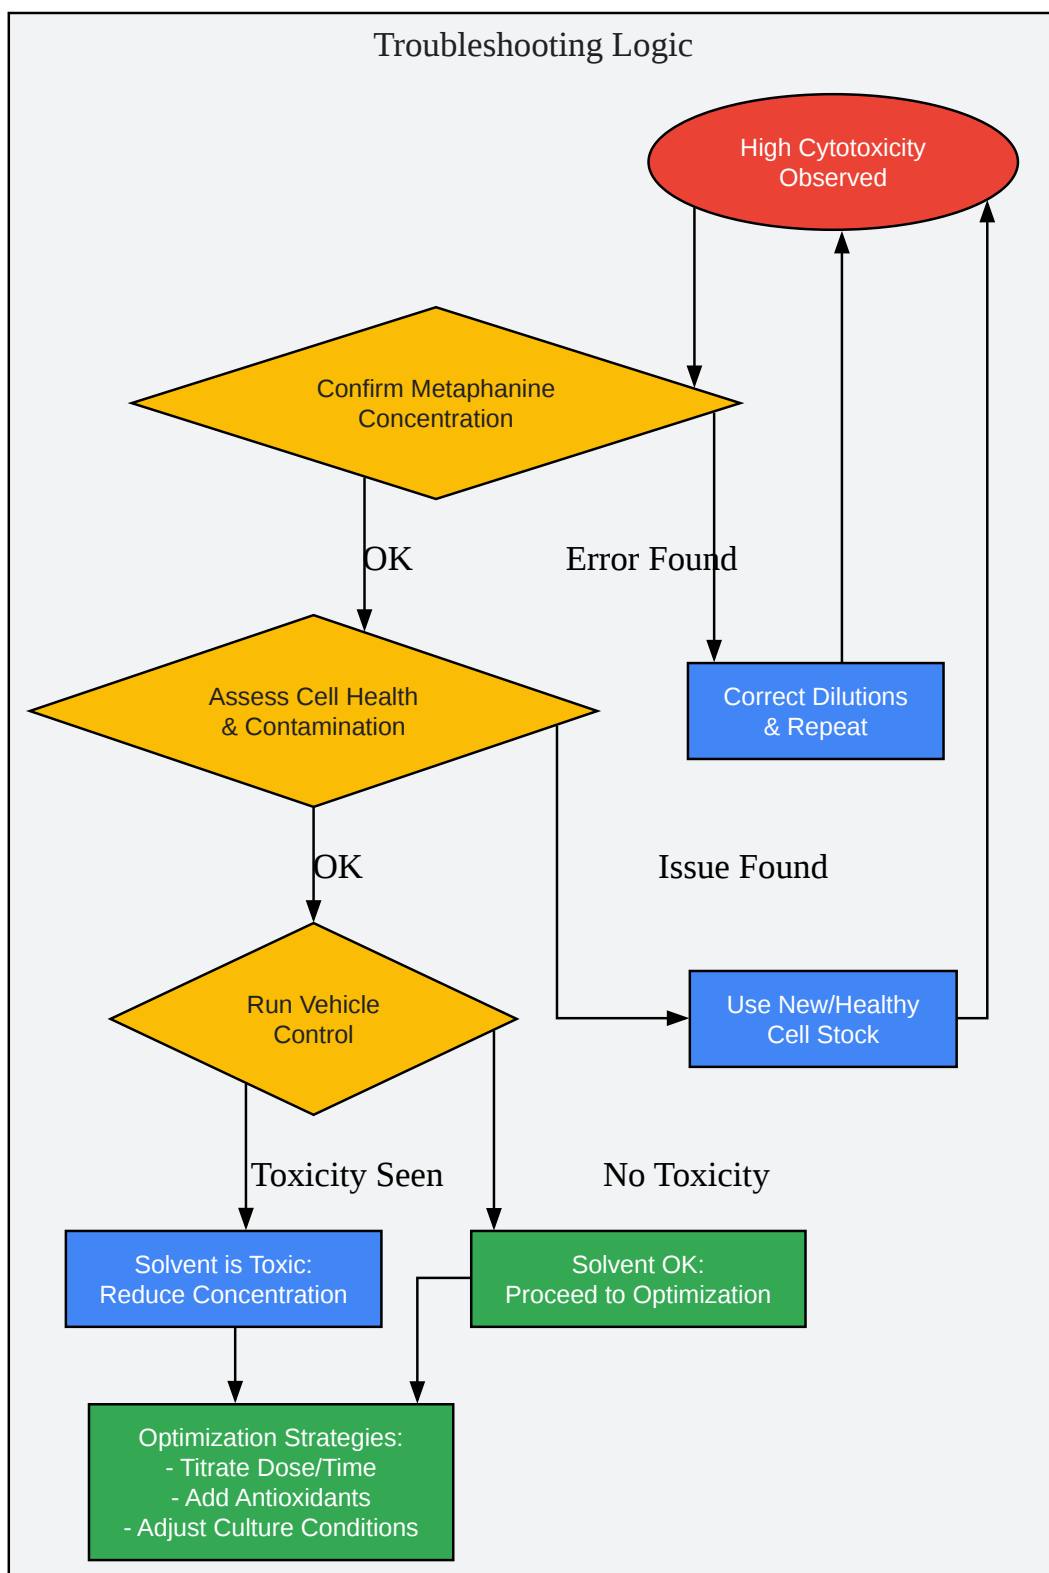 Troubleshooting Logic
High Cytotoxicity
Observed
Confirm Metaphanine
Concentration
OK
Error Found
Assess Cell Health
& Contamination
Correct Dilutions
& Repeat
OK
Issue Found
Run Vehicle
Control
Use New/Healthy
Cell Stock
Toxicity Seen
No Toxicity
Solvent is Toxic:
Reduce Concentration
Solvent OK:
Proceed to Optimization
Optimization Strategies:
- Titrate Dose/Time
- Add Antioxidants
- Adjust Culture Conditions